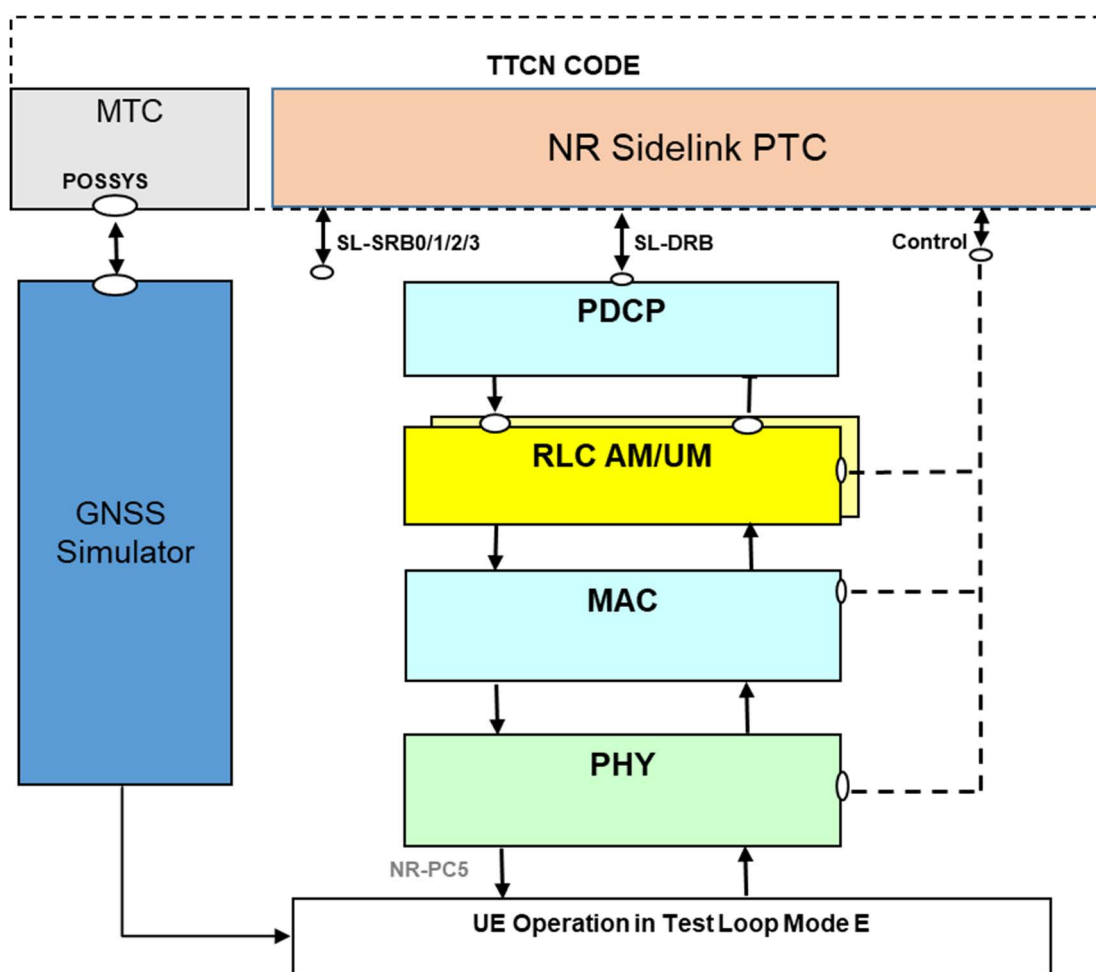 TTCN CODE
MTC
NR Sidelink PTC
POSSYS
SL-SRB0/1/2/3
SL-DRB
Control
PDCP
RLC AM/UM
GNSS
Simulator
MAC
PHY
NR-PC5
UE Operation in Test Loop Mode E